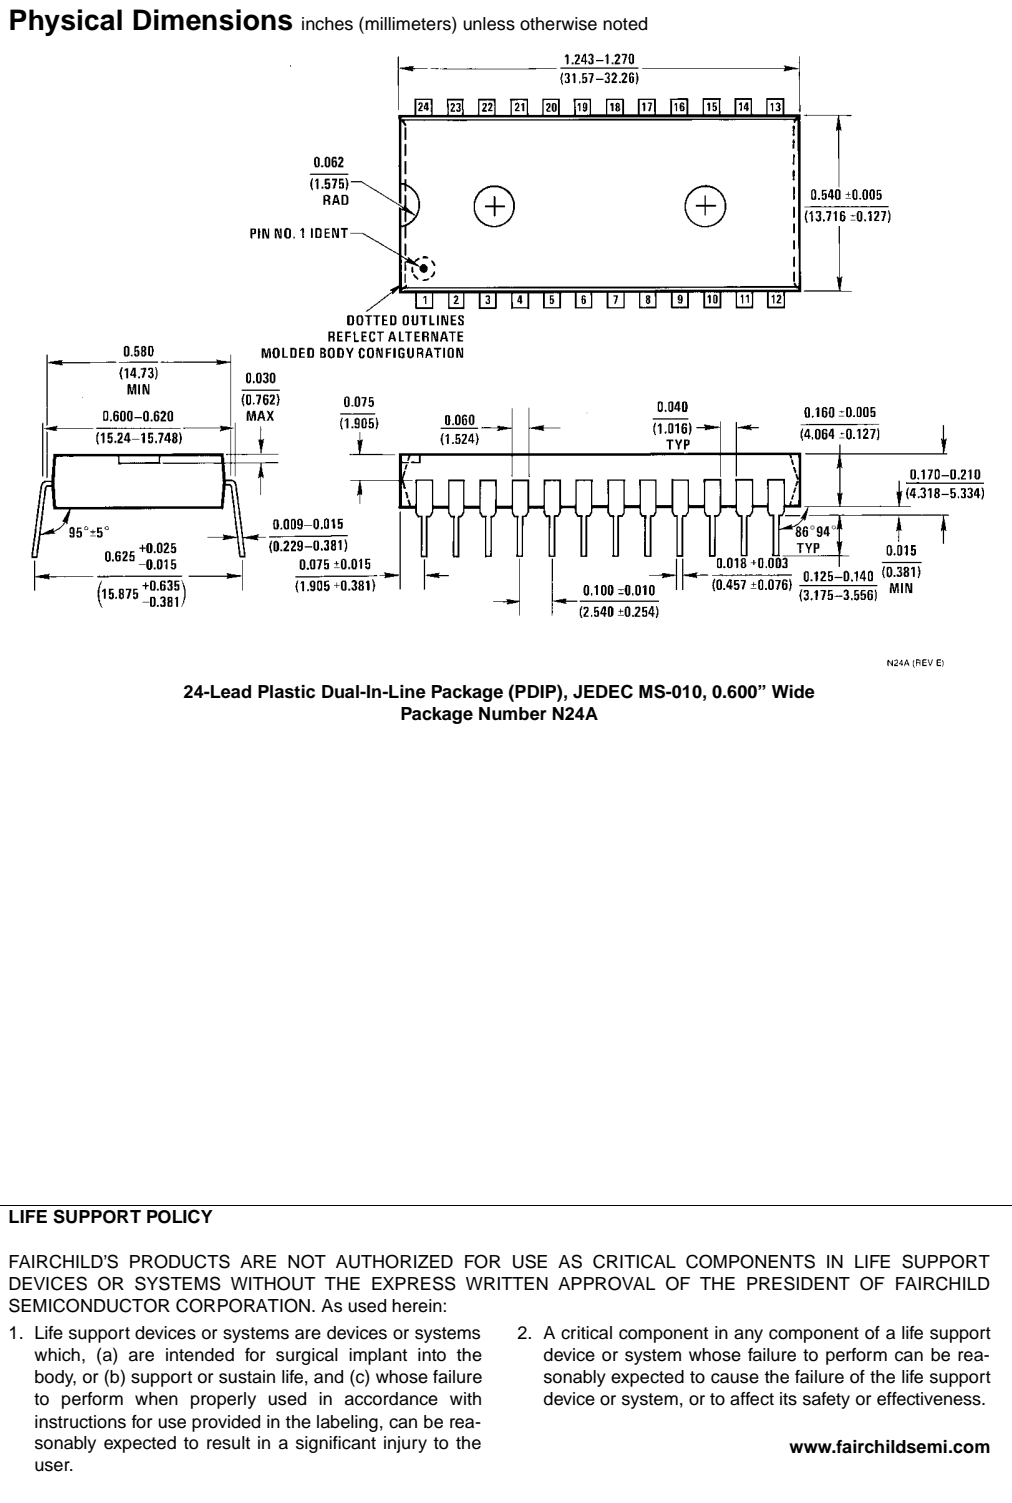 Physical Dimensions inches (millimeters) unless otherwise noted
1.243–1.270
(31.57–32.26)
24 23 22 21 20 19 18 17 16 15 14 13
0.062
(1.575)
RAD
0.540 ±0.005
(13.716 ±0.127)
PIN NO. 1 IDENT
1 2 3 4 5 6 7 8 9 10 11 12
DOTTED OUTLINES
REFLECT ALTERNATE
MOLDED BODY CONFIGURATION
0.580
(14.73)
MIN
0.030
(0.762)
MAX
0.600–0.620
(15.24–15.748)
0.075
(1.905)
0.060
(1.524)
0.040
(1.016)
TYP
0.160 ±0.005
(4.064 ±0.127)
0.170–0.210
(4.318–5.334)
95°±5°
0.009–0.015
(0.229–0.381)
86°94°
TYP
0.625 +0.025
−0.015
(15.875 +0.635
−0.381)
0.075 ±0.015
(1.905 ±0.381)
0.100 ±0.010
(2.540 ±0.254)
0.018 ±0.003
(0.457 ±0.076)
0.125–0.140
(3.175–3.556)
0.015
(0.381)
MIN
N24A (REV E)
24-Lead Plastic Dual-In-Line Package (PDIP), JEDEC MS-010, 0.600” Wide
Package Number N24A
LIFE SUPPORT POLICY
FAIRCHILD’S PRODUCTS ARE NOT AUTHORIZED FOR USE AS CRITICAL COMPONENTS IN LIFE SUPPORT
DEVICES OR SYSTEMS WITHOUT THE EXPRESS WRITTEN APPROVAL OF THE PRESIDENT OF FAIRCHILD
SEMICONDUCTOR CORPORATION. As used herein:
1. Life support devices or systems are devices or systems
which, (a) are intended for surgical implant into the
body, or (b) support or sustain life, and (c) whose failure
to perform when properly used in accordance with
instructions for use provided in the labeling, can be rea-
sonably expected to result in a significant injury to the
user.
2. A critical component in any component of a life support
device or system whose failure to perform can be rea-
sonably expected to cause the failure of the life support
device or system, or to affect its safety or effectiveness.
www.fairchildsemi.com